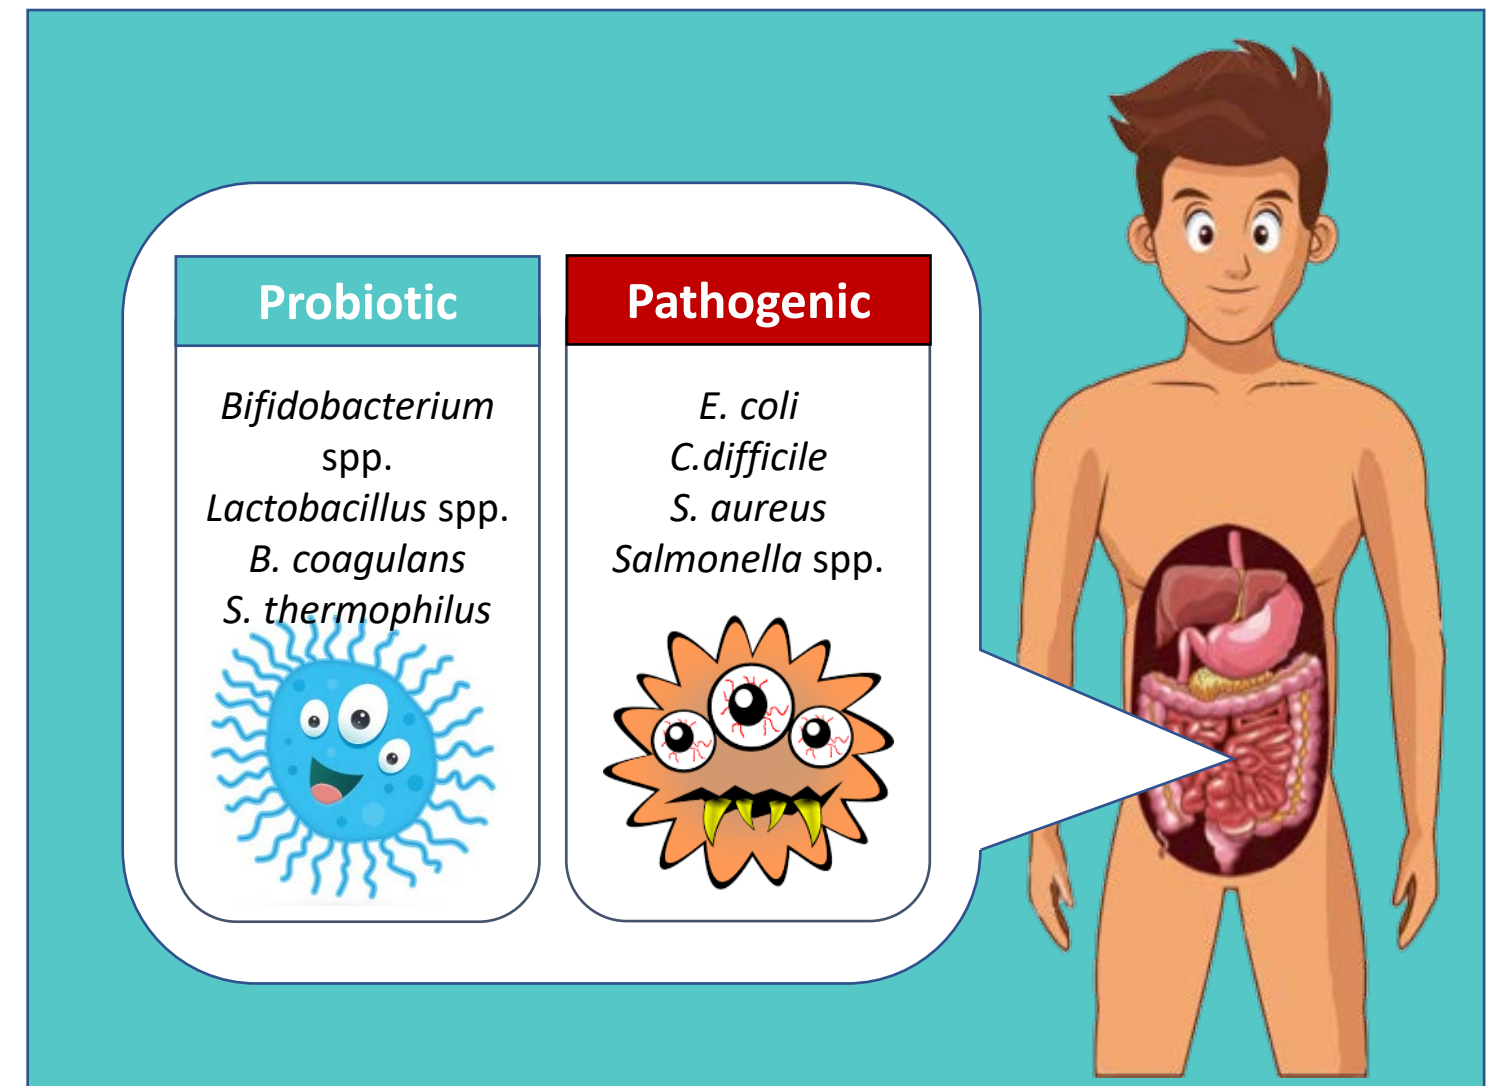 Probiotic
Bifidobacterium
spp.
Lactobacillus spp.
B. coagulans
S. thermophilus
Pathogenic
E. coli
C.difficile
S. aureus
Salmonella spp.